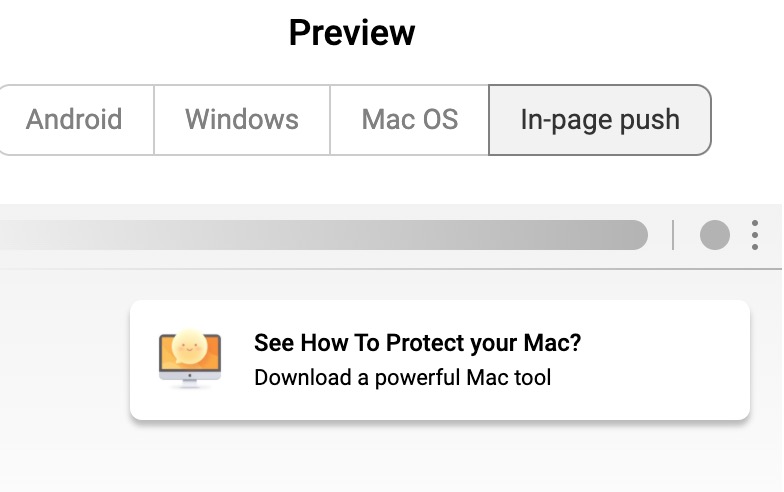 Preview
Android Windows Mac OS In-page push
See How To Protect your Mac?
Download a powerful Mac tool